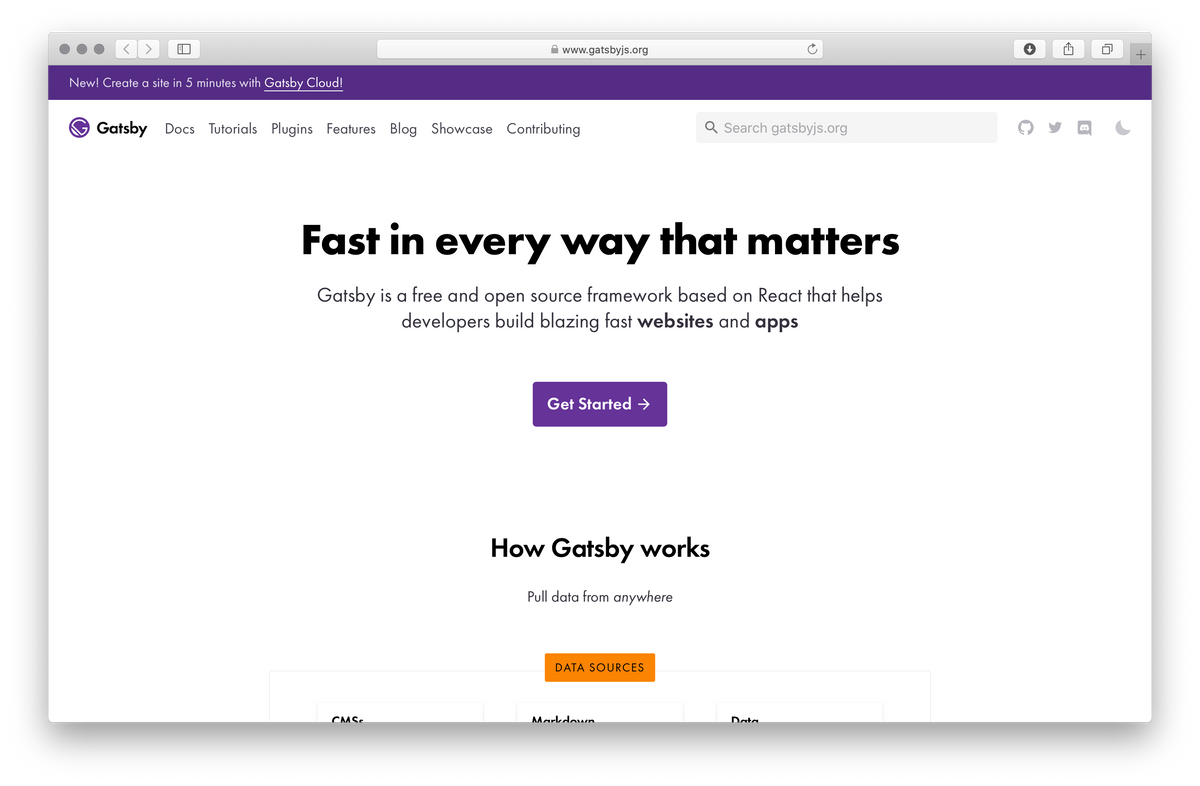 www.gatsbyjs.org
New! Create a site in 5 minutes with Gatsby Cloud!
Gatsby Docs Tutorials Plugins Features Blog Showcase Contributing Search gatsbyjs.org
Fast in every way that matters
Gatsby is a free and open source framework based on React that helps
developers build blazing fast websites and apps
Get Started →
How Gatsby works
Pull data from anywhere
DATA SOURCES
CMSs Markdown Data